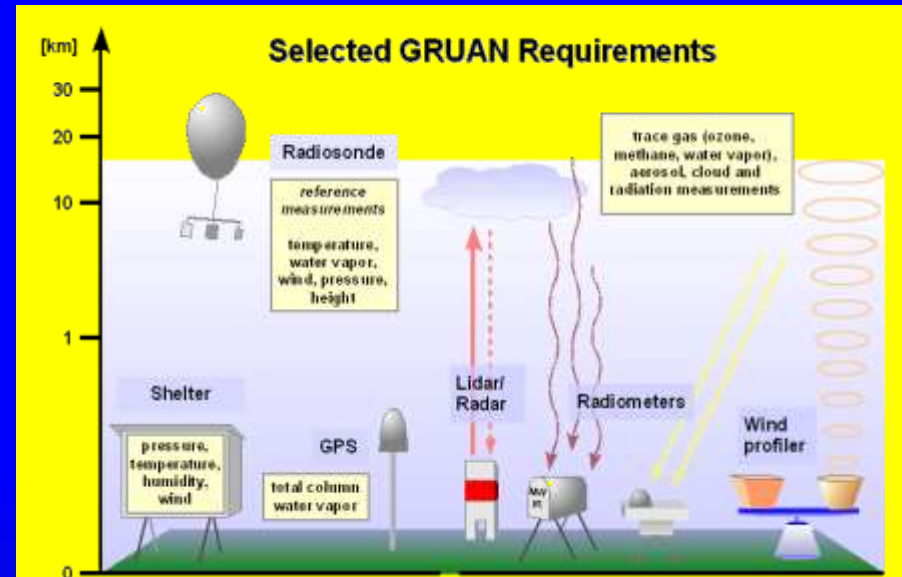 Selected GRUAN Requirements
[km]
30
20
10
1
0
Radiosonde
reference
measurements
temperature,
water vapor,
wind, pressure,
height
trace gas (ozone,
methane, water vapor),
aerosol, cloud and
radiation measurements
Shelter
pressure,
temperature,
humidity,
wind
GPS
total column
water vapor
Lidar/
Radar
Radiometers
MW
IR
Wind
profiler